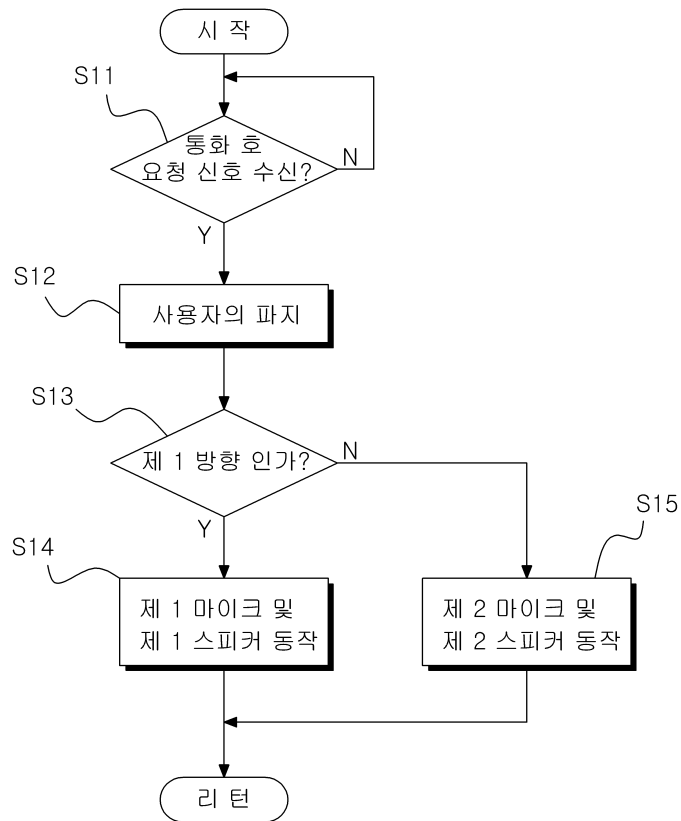 시 작
S11
통화 호
요청 신호 수신?
N
Y
S12
사용자의 파지
S13
제 1 방향 인가?
N
Y
S14
제 1 마이크 및
제 1 스피커 동작
S15
제 2 마이크 및
제 2 스피커 동작
리 턴